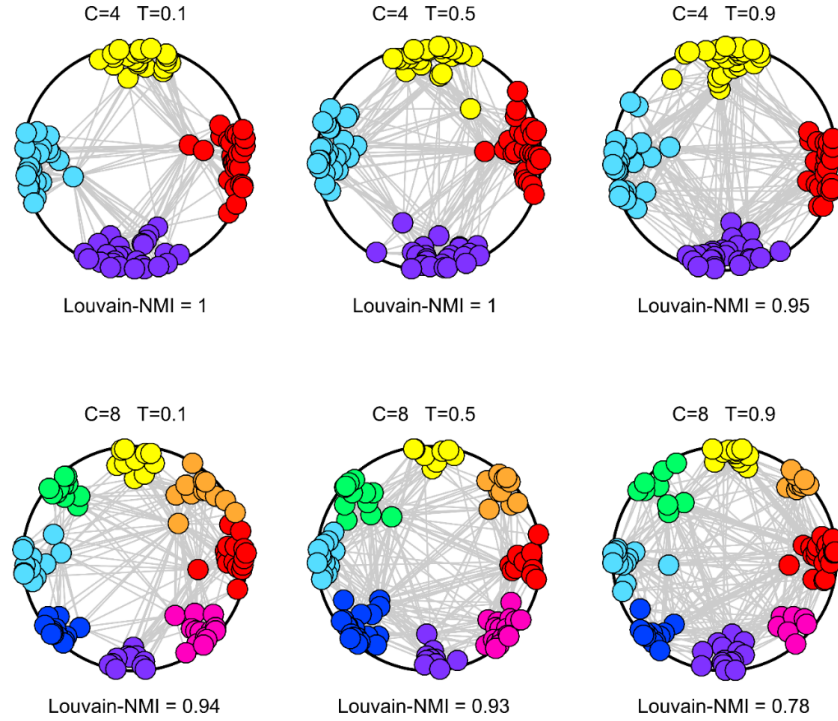 C=4 T=0.1
C=4 T=0.5
C=4 T=0.9
Louvain-NMI = 1
Louvain-NMI = 1
Louvain-NMI = 0.95
C=8 T=0.1
C=8 T=0.5
C=8 T=0.9
Louvain-NMI = 0.94
Louvain-NMI = 0.93
Louvain-NMI = 0.78